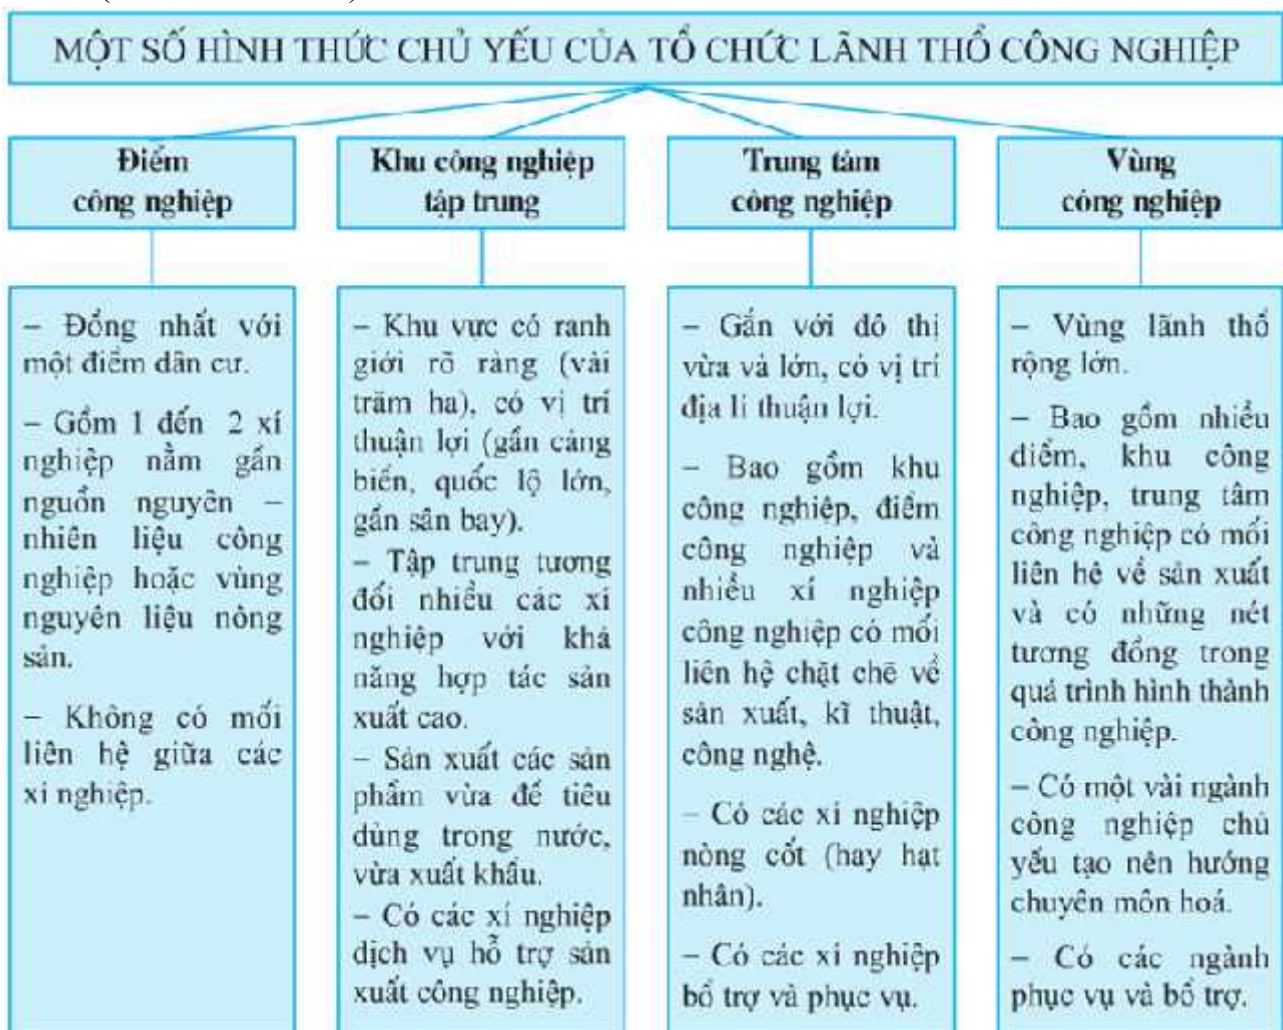 MỘT SỐ HÌNH THỨC CHỦ YẾU CỦA TỔ CHỨC LÃNH THỔ CÔNG NGHIỆP
Điểm
công nghiệp
– Đồng nhất với
một điểm dân cư.
– Gồm 1 đến 2 xí
nghiệp nằm gần
nguồn nguyên –
nhiên liệu công
nghiệp hoặc vùng
nguyên liệu nông
sản.
– Không có mối
liên hệ giữa các
xí nghiệp.
Khu công nghiệp
tập trung
– Khu vực có ranh
giới rõ ràng (vài
trăm ha), có vị trí
thuận lợi (gần cảng
biển, quốc lộ lớn,
gần sân bay).
– Tập trung tương
đối nhiều các xí
nghiệp với khả
năng hợp tác sản
xuất cao.
– Sản xuất các sản
phẩm vừa để tiêu
dùng trong nước,
vừa xuất khẩu.
– Có các xí nghiệp
dịch vụ hỗ trợ sản
xuất công nghiệp.
Trung tâm
công nghiệp
– Gắn với đô thị
vừa và lớn, có vị trí
địa lí thuận lợi.
– Bao gồm khu
công nghiệp, điểm
công nghiệp và
nhiều xí nghiệp
công nghiệp có mối
liên hệ chặt chẽ về
sản xuất, kĩ thuật,
công nghệ.
– Có các xí nghiệp
nòng cốt (hay hạt
nhân).
– Có các xí nghiệp
bổ trợ và phục vụ.
Vùng
công nghiệp
– Vùng lãnh thổ
rộng lớn.
– Bao gồm nhiều
điểm, khu công
nghiệp, trung tâm
công nghiệp có mối
liên hệ về sản xuất
và có những nét
tương đồng trong
quá trình hình thành
công nghiệp.
– Có một vài ngành
công nghiệp chủ
yếu tạo nên hướng
chuyên môn hoá.
– Có các ngành
phục vụ và bổ trợ.